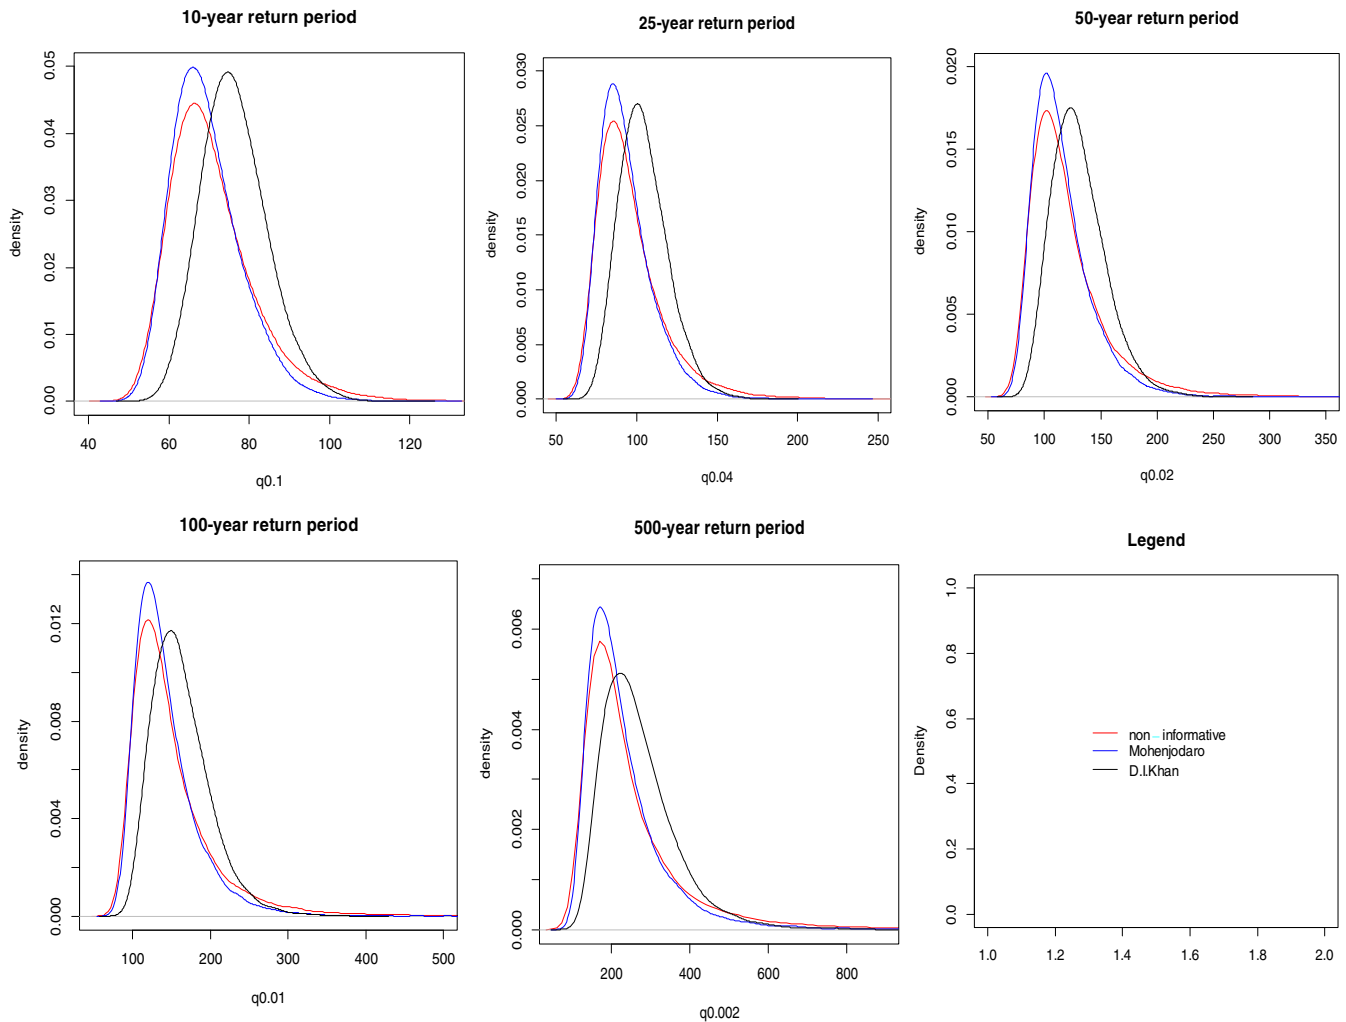 10-year return period
density
0.05
0.04
0.03
0.02
0.01
0.00
40 60 80 100 120
q0.1
25-year return period
density
0.030
0.025
0.020
0.015
0.010
0.005
0.000
50 100 150 200 250
q0.04
50-year return period
density
0.020
0.015
0.010
0.005
0.000
50 100 150 200 250 300 350
q0.02
100-year return period
density
0.012
0.008
0.004
0.000
100 200 300 400 500
q0.01
500-year return period
density
0.006
0.004
0.002
0.000
200 400 600 800
q0.002
Legend
Density
1.0
0.8
0.6
0.4
0.2
0.0
non-informative
Mohenjodaro
D.I.Khan
1.0 1.2 1.4 1.6 1.8 2.0